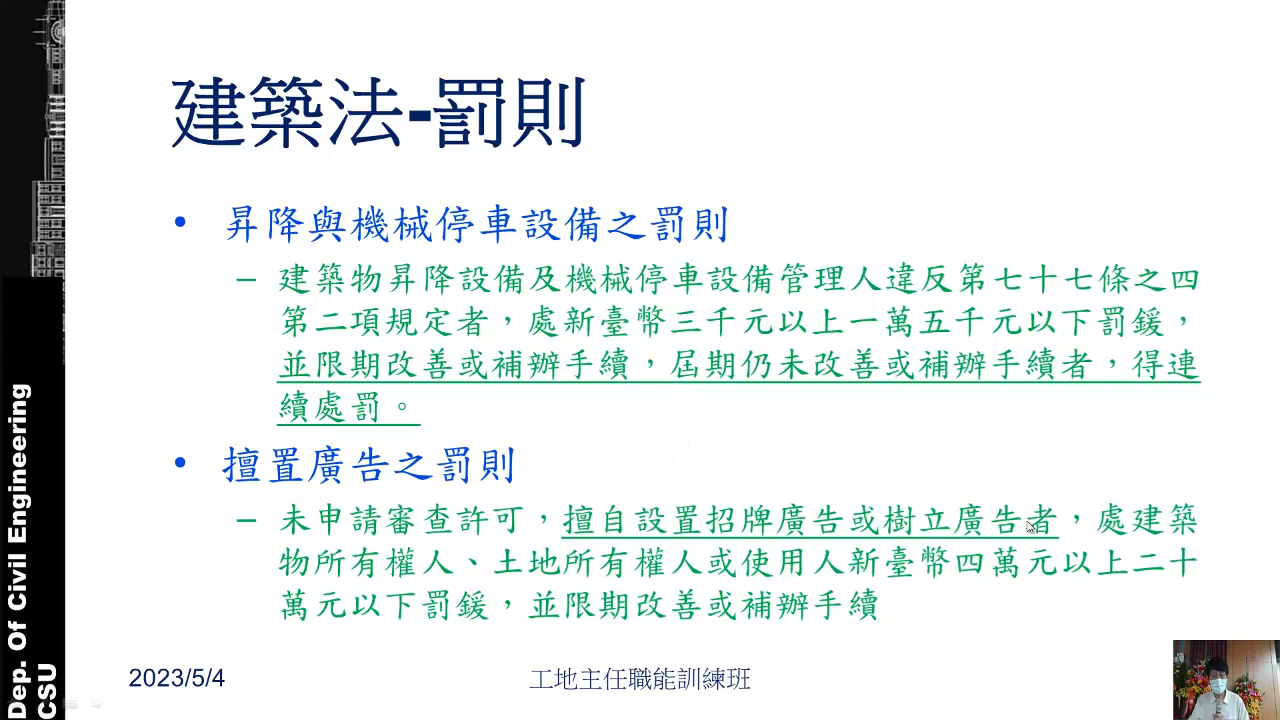 建築法-罰則
• 昇降與機械停車設備之罰則
– 建築物昇降設備及機械停車設備管理人違反第七十七條之四
第二項規定者，處新臺幣三千元以上一萬五千元以下罰鍰，
並限期改善或補辦手續，屆期仍未改善或補辦手續者，得連
續處罰。
• 擅置廣告之罰則
– 未申請審查許可，擅自設置招牌廣告或樹立廣告者，處建築
物所有權人、土地所有權人或使用人新臺幣四萬元以上二十
萬元以下罰鍰，並限期改善或補辦手續
2023/5/4
工地主任職能訓練班
Dep. Of Civil Engineering
CSU